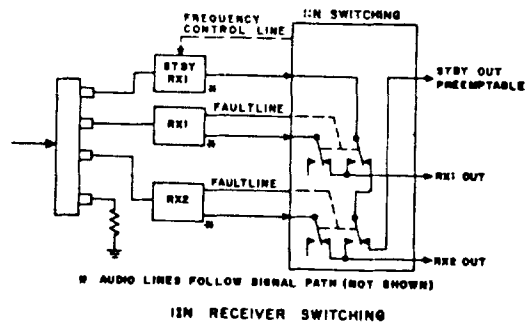 FREQUENCY
CONTROL LINE
1:N SWITCHING
STBY
RX1
*
STBY OUT
PREEMPTABLE
FAULTLINE
RX1
*
RX1 OUT
FAULTLINE
RX2
*
RX2 OUT
* AUDIO LINES FOLLOW SIGNAL PATH (NOT SHOWN)
1:N RECEIVER SWITCHING